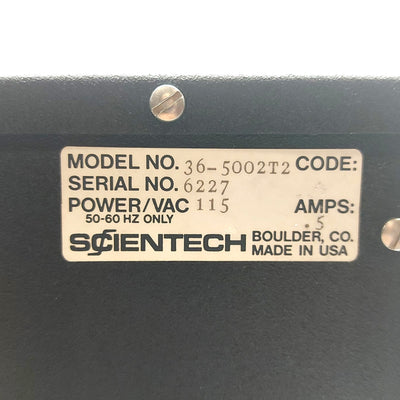 MODEL NO. 36-5002T2 CODE:
SERIAL NO. 6227
POWER/VAC 115 AMPS:
50-60 HZ ONLY .5
SCIENTECH BOULDER, CO.
MADE IN USA